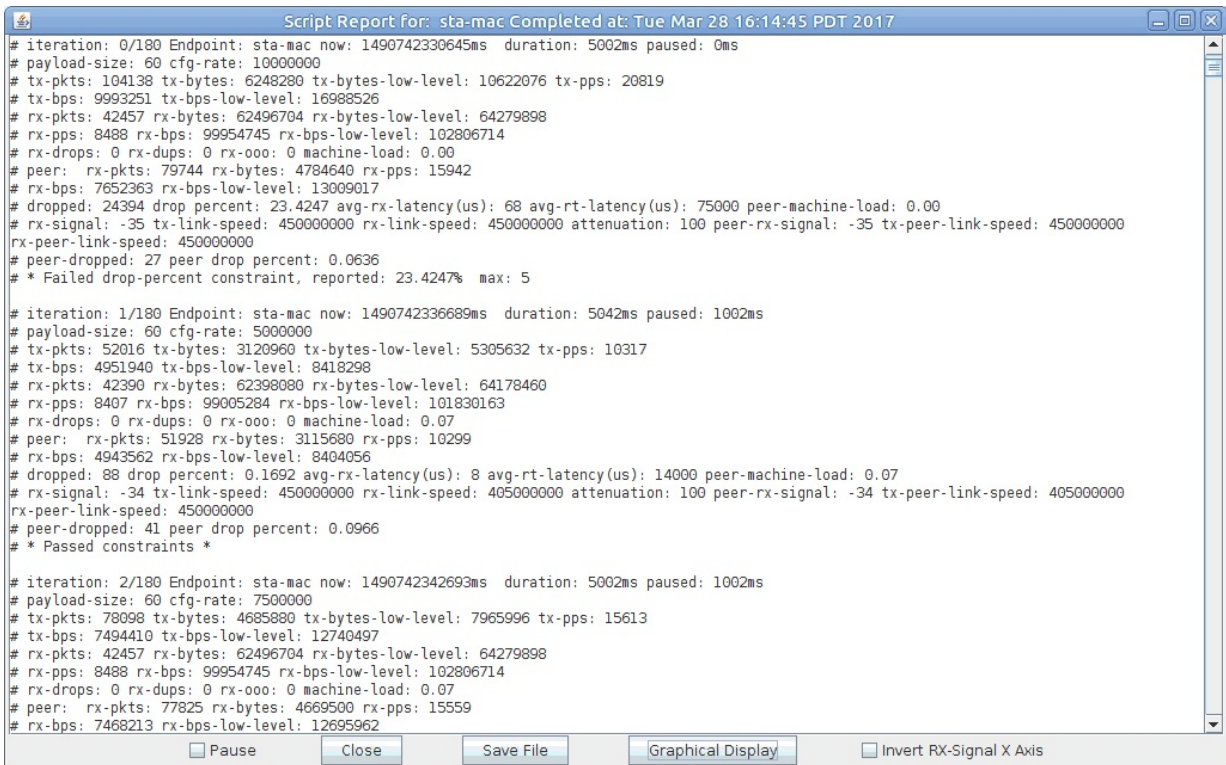 Script Report for: sta-mac Completed at: Tue Mar 28 16:14:45 PDT 2017
# iteration: 0/180 Endpoint: sta-mac now: 1490742330645ms  duration: 5002ms paused: 0ms
# payload-size: 60 cfg-rate: 10000000
# tx-pkts: 104138 tx-bytes: 6248280 tx-bytes-low-level: 10622076 tx-pps: 20819
# tx-bps: 9993251 tx-bps-low-level: 16988526
# rx-pkts: 42457 rx-bytes: 62496704 rx-bytes-low-level: 64279898
# rx-pps: 8488 rx-bps: 99954745 rx-bps-low-level: 102806714
# rx-drops: 0 rx-dups: 0 rx-ooo: 0 machine-load: 0.00
# peer:  rx-pkts: 79744 rx-bytes: 4784640 rx-pps: 15942
# rx-bps: 7652363 rx-bps-low-level: 13009017
# dropped: 24394 drop percent: 23.4247 avg-rx-latency(us): 68 avg-rt-latency(us): 75000 peer-machine-load: 0.00
# rx-signal: -35 tx-link-speed: 450000000 rx-link-speed: 450000000 attenuation: 100 peer-rx-signal: -35 tx-peer-link-speed: 450000000
rx-peer-link-speed: 450000000
# peer-dropped: 27 peer drop percent: 0.0636
# * Failed drop-percent constraint, reported: 23.4247%  max: 5
# iteration: 1/180 Endpoint: sta-mac now: 1490742336689ms  duration: 5042ms paused: 1002ms
# payload-size: 60 cfg-rate: 5000000
# tx-pkts: 52016 tx-bytes: 3120960 tx-bytes-low-level: 5305632 tx-pps: 10317
# tx-bps: 4951940 tx-bps-low-level: 8418298
# rx-pkts: 42390 rx-bytes: 62398080 rx-bytes-low-level: 64178460
# rx-pps: 8407 rx-bps: 99005284 rx-bps-low-level: 101830163
# rx-drops: 0 rx-dups: 0 rx-ooo: 0 machine-load: 0.07
# peer:  rx-pkts: 51928 rx-bytes: 3115680 rx-pps: 10299
# rx-bps: 4943562 rx-bps-low-level: 8404056
# dropped: 88 drop percent: 0.1692 avg-rx-latency(us): 8 avg-rt-latency(us): 14000 peer-machine-load: 0.07
# rx-signal: -34 tx-link-speed: 450000000 rx-link-speed: 405000000 attenuation: 100 peer-rx-signal: -34 tx-peer-link-speed: 405000000
rx-peer-link-speed: 450000000
# peer-dropped: 41 peer drop percent: 0.0966
# * Passed constraints *
# iteration: 2/180 Endpoint: sta-mac now: 1490742342693ms  duration: 5002ms paused: 1002ms
# payload-size: 60 cfg-rate: 7500000
# tx-pkts: 78098 tx-bytes: 4685880 tx-bytes-low-level: 7965996 tx-pps: 15613
# tx-bps: 7494410 tx-bps-low-level: 12740497
# rx-pkts: 42457 rx-bytes: 62496704 rx-bytes-low-level: 64279898
# rx-pps: 8488 rx-bps: 99954745 rx-bps-low-level: 102806714
# rx-drops: 0 rx-dups: 0 rx-ooo: 0 machine-load: 0.07
# peer:  rx-pkts: 77825 rx-bytes: 4669500 rx-pps: 15559
# rx-bps: 7468213 rx-bps-low-level: 12695962
Pause Close Save File Graphical Display Invert RX-Signal X Axis